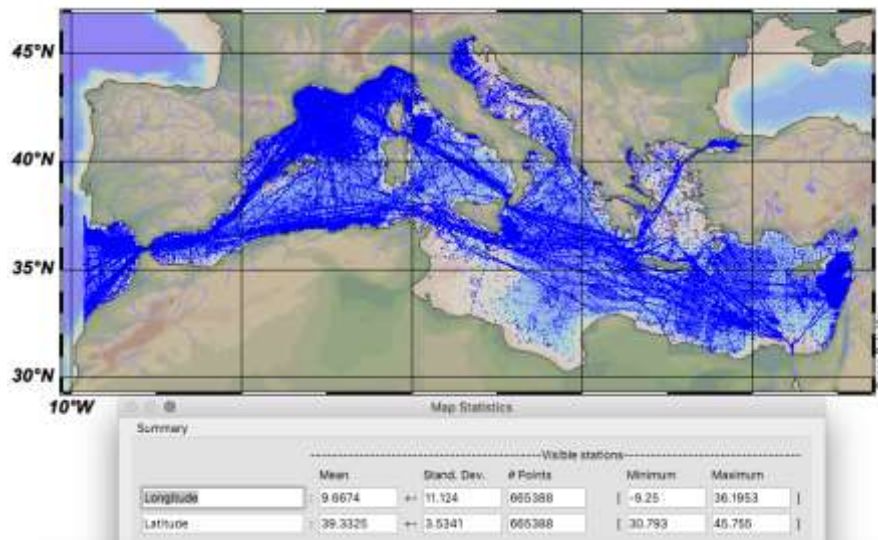 45°N
40°N
35°N
30°N
10°W
Map Statistics
Summary
Visible stations
Mean Stand. Dev. # Points Minimum Maximum
Longitude : 9.6674 +- 11.124 665388 [ -9.25 36.1953 ]
Latitude : 39.3325 +- 3.5341 665388 [ 30.793 45.755 ]